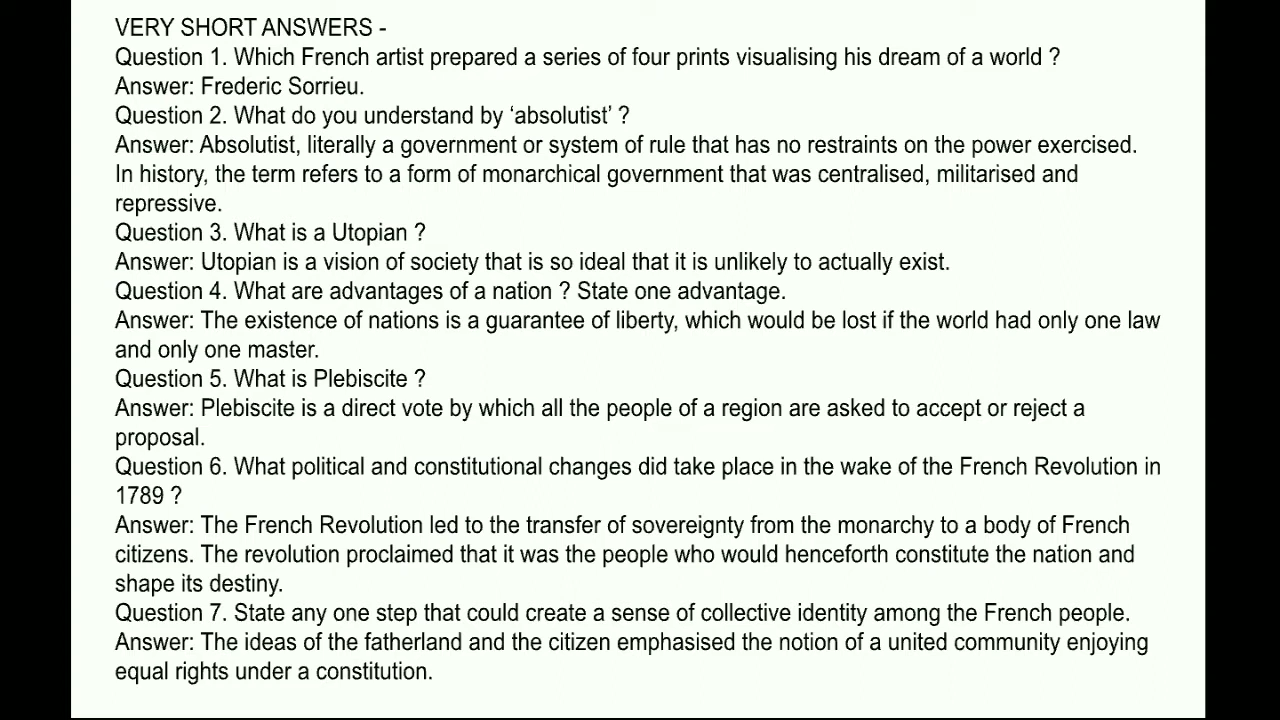 VERY SHORT ANSWERS -
Question 1. Which French artist prepared a series of four prints visualising his dream of a world ?
Answer: Frederic Sorrieu.
Question 2. What do you understand by ‘absolutist’ ?
Answer: Absolutist, literally a government or system of rule that has no restraints on the power exercised.
In history, the term refers to a form of monarchical government that was centralised, militarised and
repressive.
Question 3. What is a Utopian ?
Answer: Utopian is a vision of society that is so ideal that it is unlikely to actually exist.
Question 4. What are advantages of a nation ? State one advantage.
Answer: The existence of nations is a guarantee of liberty, which would be lost if the world had only one law
and only one master.
Question 5. What is Plebiscite ?
Answer: Plebiscite is a direct vote by which all the people of a region are asked to accept or reject a
proposal.
Question 6. What political and constitutional changes did take place in the wake of the French Revolution in
1789 ?
Answer: The French Revolution led to the transfer of sovereignty from the monarchy to a body of French
citizens. The revolution proclaimed that it was the people who would henceforth constitute the nation and
shape its destiny.
Question 7. State any one step that could create a sense of collective identity among the French people.
Answer: The ideas of the fatherland and the citizen emphasised the notion of a united community enjoying
equal rights under a constitution.